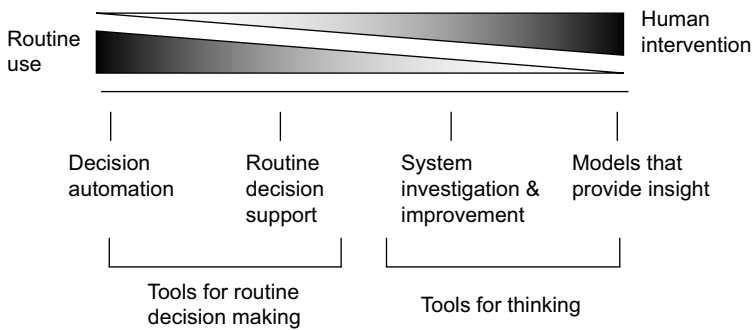 Routine
use
Human
intervention
Decision
automation
Routine
decision
support
System
investigation &
improvement
Models that
provide insight
Tools for routine
decision making
Tools for thinking